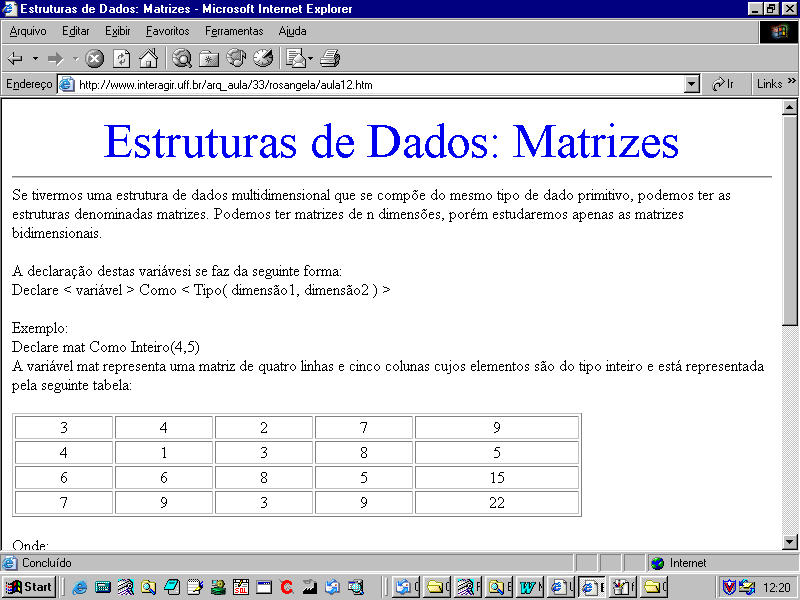 Estruturas de Dados: Matrizes - Microsoft Internet Explorer
Arquivo Editar Exibir Favoritos Ferramentas Ajuda
Endereço http://www.interagir.uff.br/arq_aula/33/rosangela/aula12.htm Ir Links »
Estruturas de Dados: Matrizes
Se tivermos uma estrutura de dados multidimensional que se compõe do mesmo tipo de dado primitivo, podemos ter as
estruturas denominadas matrizes. Podemos ter matrizes de n dimensões, porém estudaremos apenas as matrizes
bidimensionais.
A declaração destas variávesi se faz da seguinte forma:
Declare < variável > Como < Tipo( dimensão1, dimensão2 ) >
Exemplo:
Declare mat Como Inteiro(4,5)
A variável mat representa uma matriz de quatro linhas e cinco colunas cujos elementos são do tipo inteiro e está representada
pela seguinte tabela:
3 4 2 7 9
4 1 3 8 5
6 6 8 5 15
7 9 3 9 22
Onde:
Concluído Internet
Start 12:20